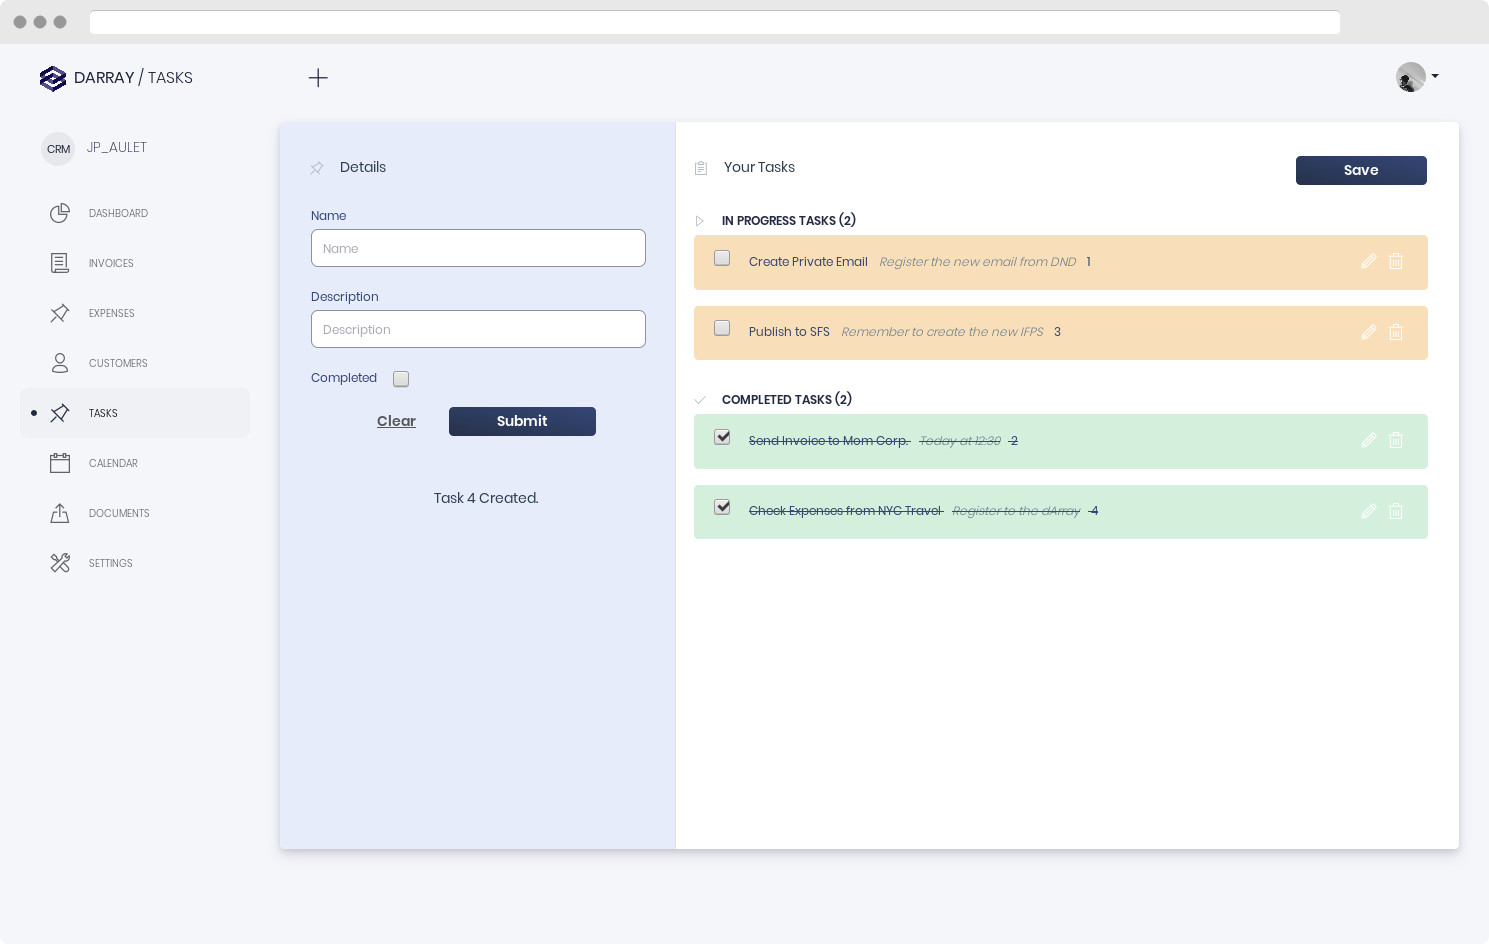 DARRAY / TASKS
CRM JP_AULET
DASHBOARD
INVOICES
EXPENSES
CUSTOMERS
TASKS
CALENDAR
DOCUMENTS
SETTINGS
Details
Name
Name
Description
Description
Completed
Clear Submit
Task 4 Created.
Your Tasks Save
IN PROGRESS TASKS (2)
Create Private Email Register the new email from DND 1
Publish to SFS Remember to create the new IFPS 3
COMPLETED TASKS (2)
Send Invoice to Mom Corp. Today at 12:30 2
Check Expenses from NYC Travel Register to the dArray 4